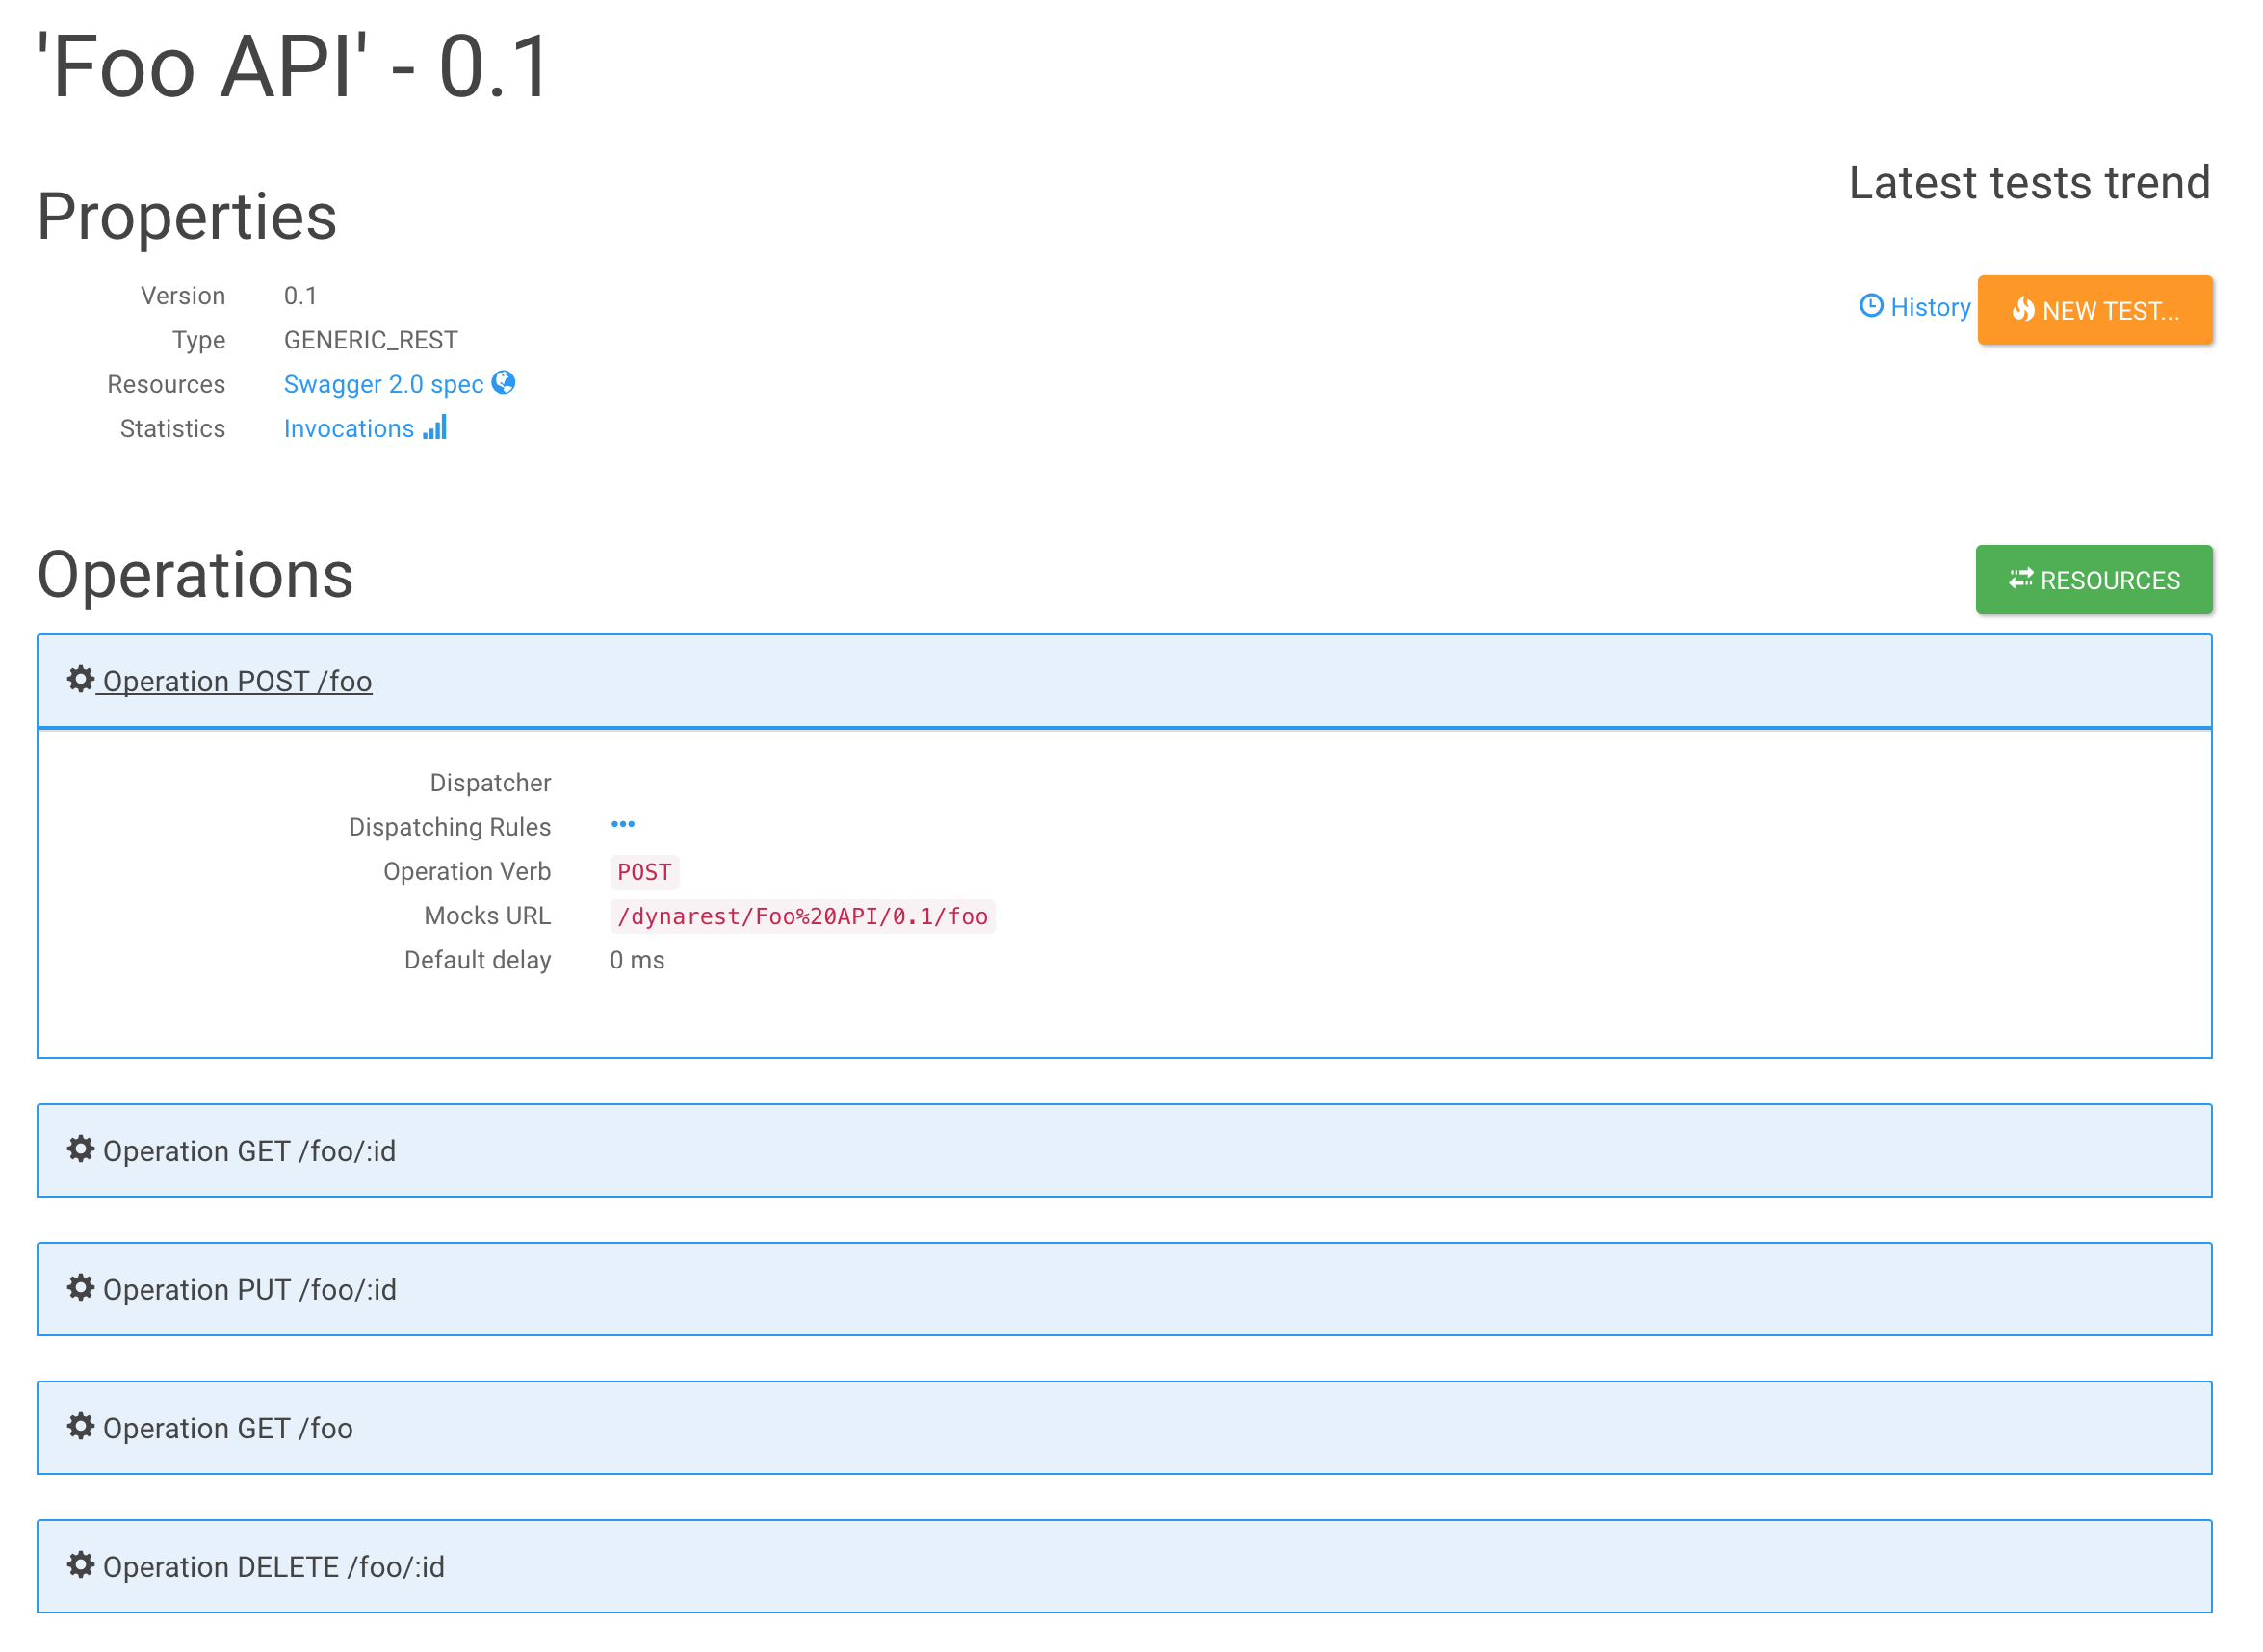 'Foo API' - 0.1
Latest tests trend
Properties
Version 0.1
History NEW TEST...
Type GENERIC_REST
Resources Swagger 2.0 spec
Statistics Invocations
Operations
RESOURCES
Operation POST /foo
Dispatcher
Dispatching Rules
Operation Verb POST
Mocks URL /dynarest/Foo%20API/0.1/foo
Default delay 0 ms
Operation GET /foo/:id
Operation PUT /foo/:id
Operation GET /foo
Operation DELETE /foo/:id